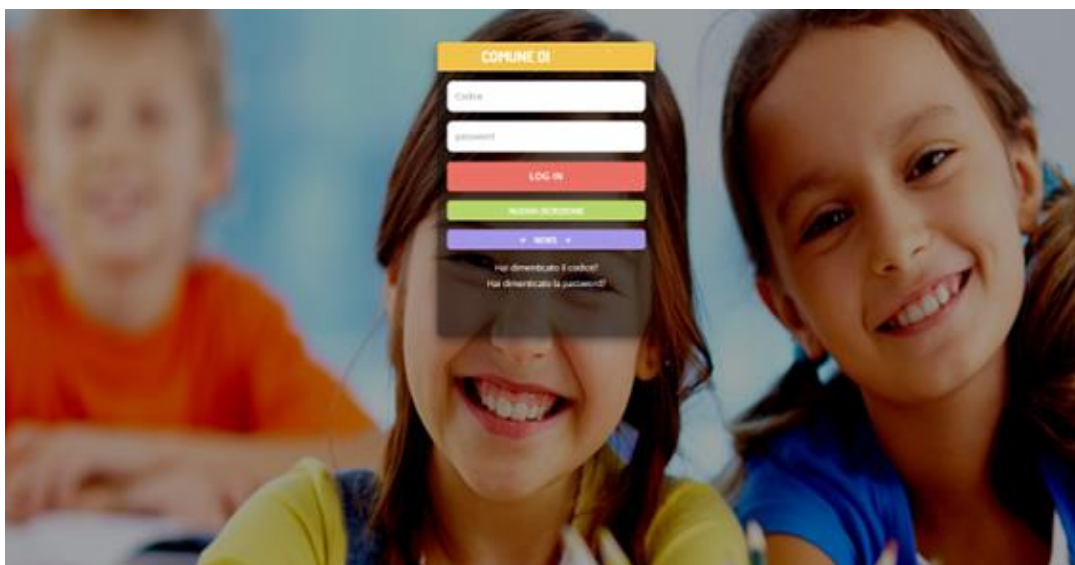 COMUNE DI
Codice
password
LOG IN
NUOVA ISCRIZIONE
NEWS
Hai dimenticato il codice?
Hai dimenticato la password?